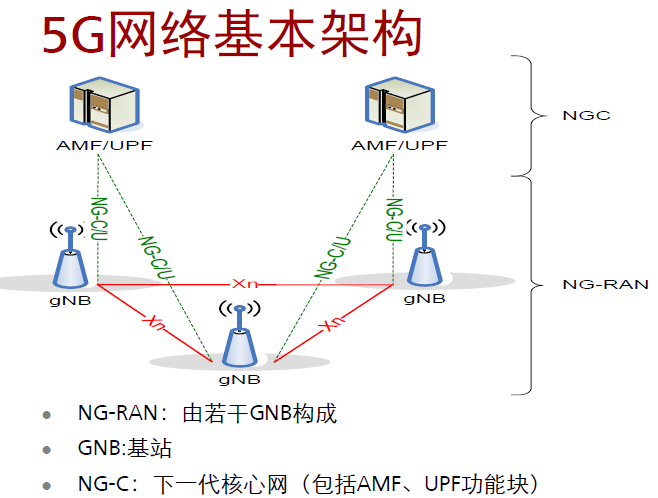 5G网络基本架构
NGC
AMF/UPF
AMF/UPF
NG-C/U
NG-C/U
NG-C/U
NG-C/U
gNB
Xn
gNB
NG-RAN
Xn
Xn
gNB
NG-RAN：由若干GNB构成
GNB:基站
NG-C：下一代核心网（包括AMF、UPF功能块）